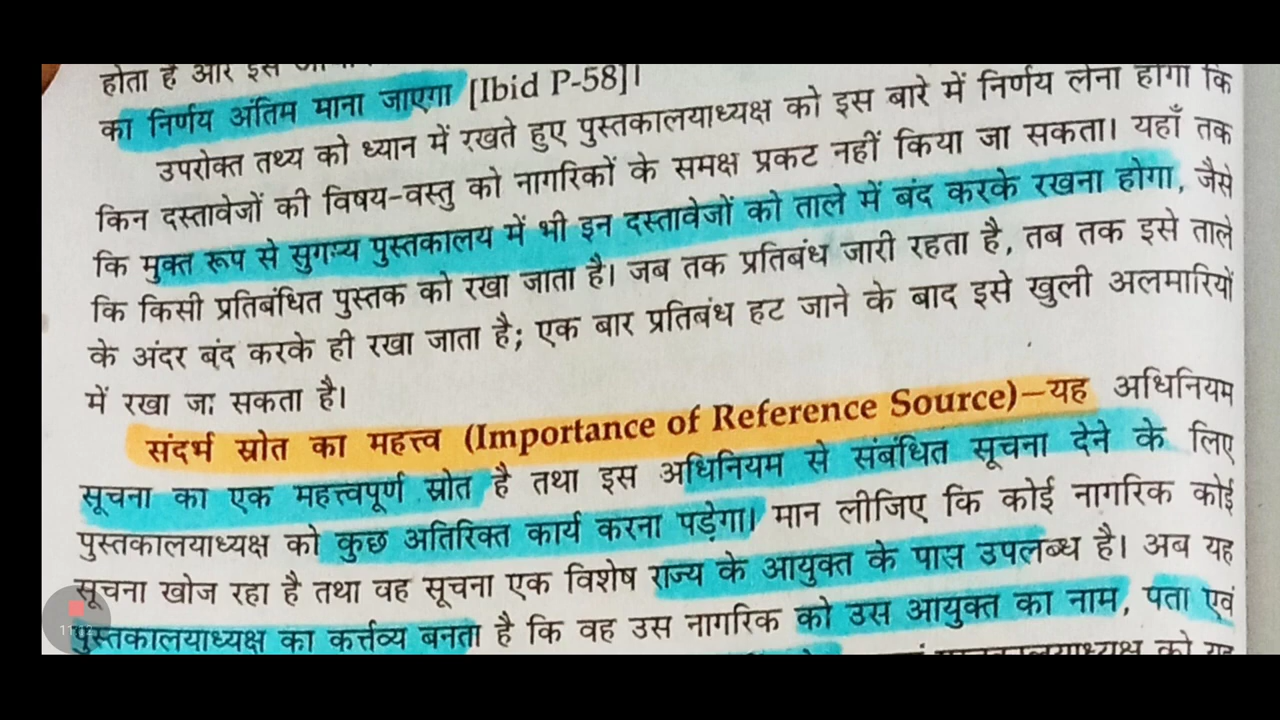 होता है और इस
का निर्णय अंतिम माना जाएगा [Ibid P-58]।
उपरोक्त तथ्य को ध्यान में रखते हुए पुस्तकालयाध्यक्ष को इस बारे में निर्णय लेना होगा कि
किन दस्तावेजों की विषय-वस्तु को नागरिकों के समक्ष प्रकट नहीं किया जा सकता। यहाँ तक
कि मुक्त रूप से सुगम्य पुस्तकालय में भी इन दस्तावेजों को ताले में बंद करके रखना होगा, जैसे
कि किसी प्रतिबंधित पुस्तक को रखा जाता है। जब तक प्रतिबंध जारी रहता है, तब तक इसे ताले
के अंदर बंद करके ही रखा जाता है; एक बार प्रतिबंध हट जाने के बाद इसे खुली अलमारियों
में रखा जा सकता है।
संदर्भ स्रोत का महत्त्व (Importance of Reference Source)–यह अधिनियम
सूचना का एक महत्त्वपूर्ण स्रोत है तथा इस अधिनियम से संबंधित सूचना देने के लिए
पुस्तकालयाध्यक्ष को कुछ अतिरिक्त कार्य करना पड़ेगा। मान लीजिए कि कोई नागरिक कोई
सूचना खोज रहा है तथा वह सूचना एक विशेष राज्य के आयुक्त के पास उपलब्ध है। अब यह
पुस्तकालयाध्यक्ष का कर्त्तव्य बनता है कि वह उस नागरिक को उस आयुक्त का नाम, पता एवं
को यह